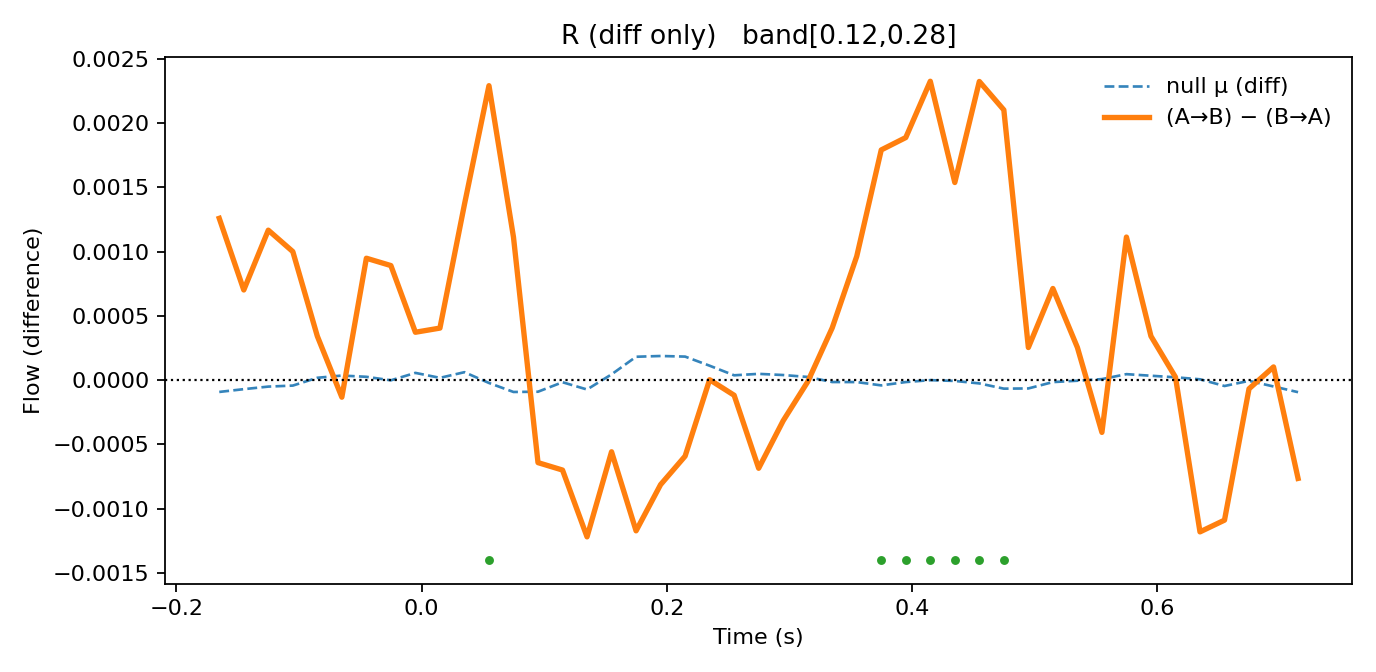 R (diff only)   band[0.12,0.28]
0.0025
0.0020
0.0015
0.0010
0.0005
0.0000
−0.0005
−0.0010
−0.0015
Flow (difference)
null μ (diff)
(A→B) − (B→A)
−0.2
0.0
0.2
0.4
0.6
Time (s)